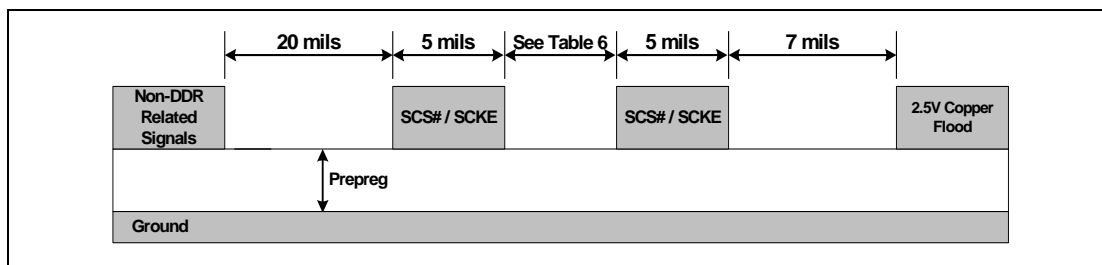 20 mils
5 mils
See Table 6
5 mils
7 mils
Non-DDR
Related
Signals
SCS# / SCKE
SCS# / SCKE
2.5V Copper
Flood
Prepreg
Ground